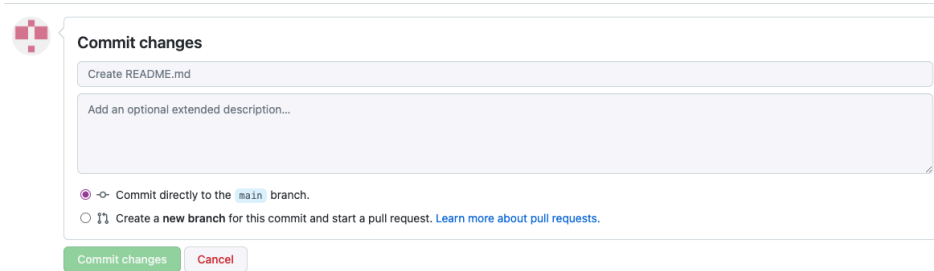 Commit changes
Create README.md
Add an optional extended description...
Commit directly to the main branch.
Create a new branch for this commit and start a pull request. Learn more about pull requests.
Commit changes Cancel